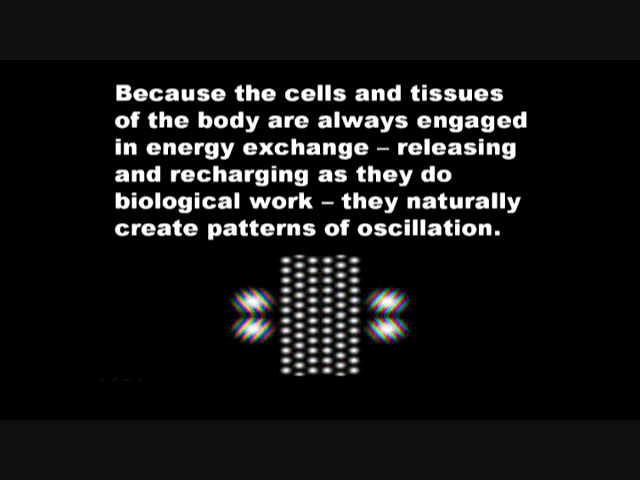 Because the cells and tissues
of the body are always engaged
in energy exchange – releasing
and recharging as they do
biological work – they naturally
create patterns of oscillation.